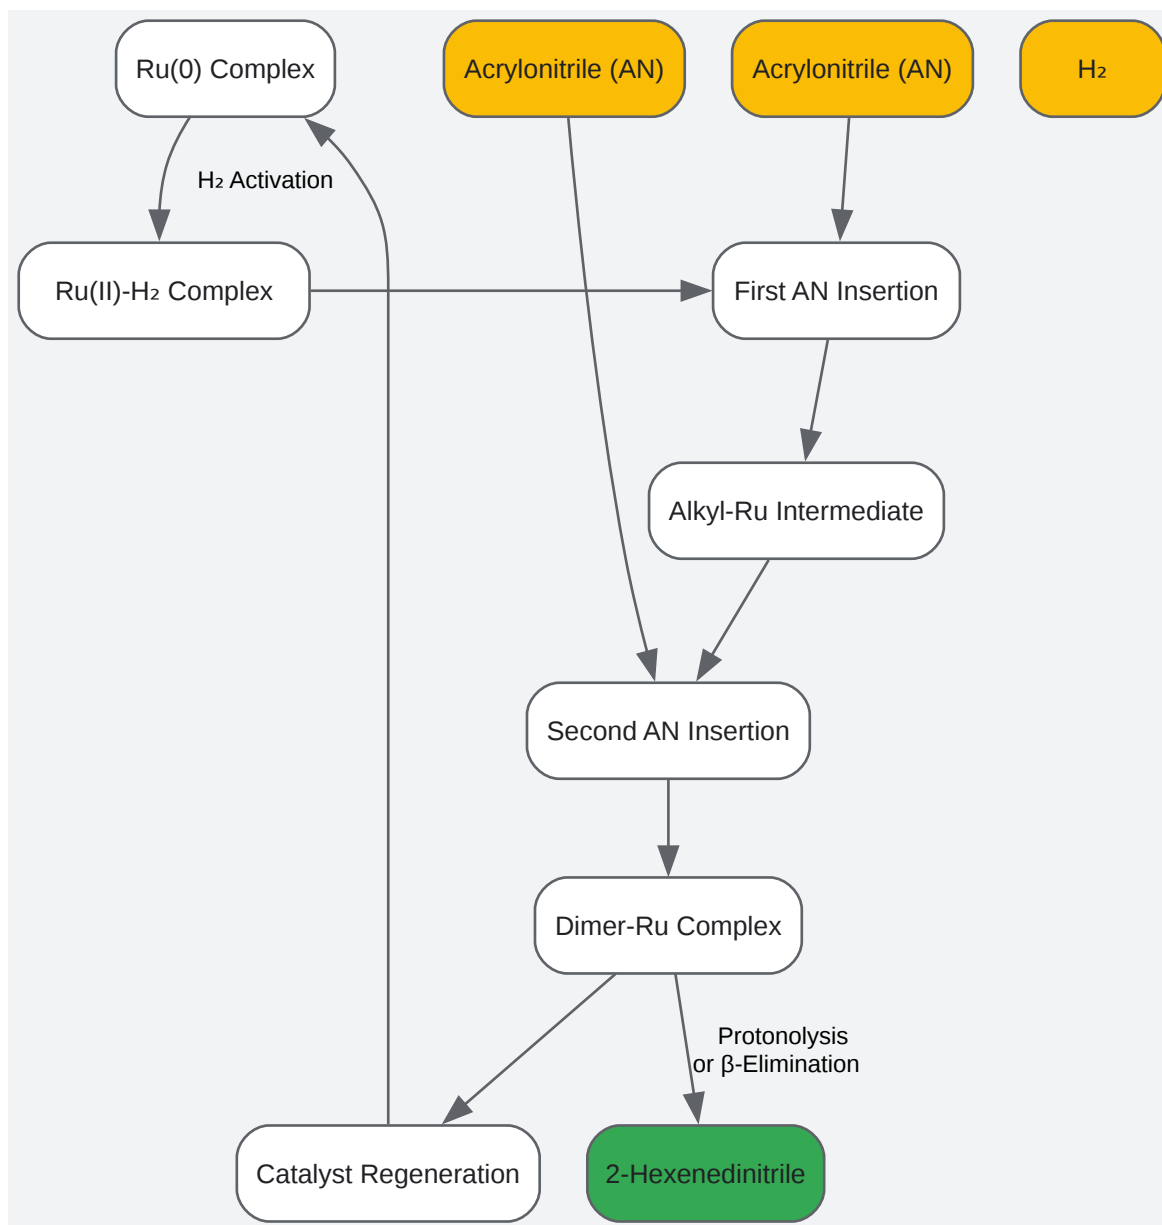 Ru(0) Complex
Acrylonitrile (AN)
Acrylonitrile (AN)
H₂
H₂ Activation
Ru(II)-H₂ Complex
First AN Insertion
Alkyl-Ru Intermediate
Second AN Insertion
Dimer-Ru Complex
Protonolysis
or β-Elimination
Catalyst Regeneration
2-Hexenedinitrile